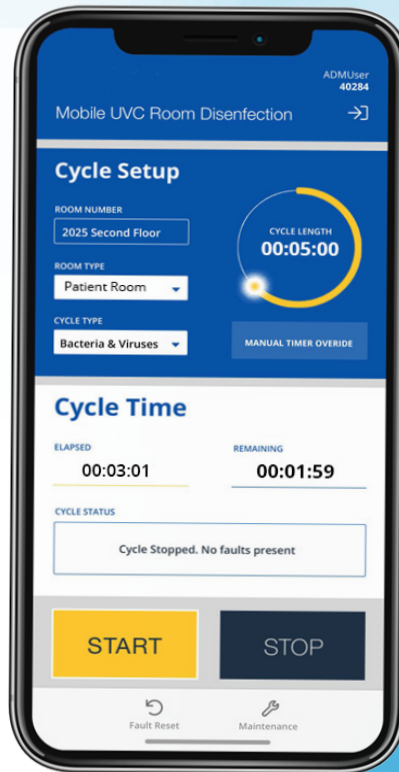 ADMUser
40284
Mobile UVC Room Disenfection
Cycle Setup
ROOM NUMBER
2025 Second Floor
ROOM TYPE
Patient Room
CYCLE TYPE
Bacteria & Viruses
CYCLE LENGTH
00:05:00
MANUAL TIMER OVERIDE
Cycle Time
ELAPSED
00:03:01
REMAINING
00:01:59
CYCLE STATUS
Cycle Stopped. No faults present
START
STOP
Fault Reset
Maintenance